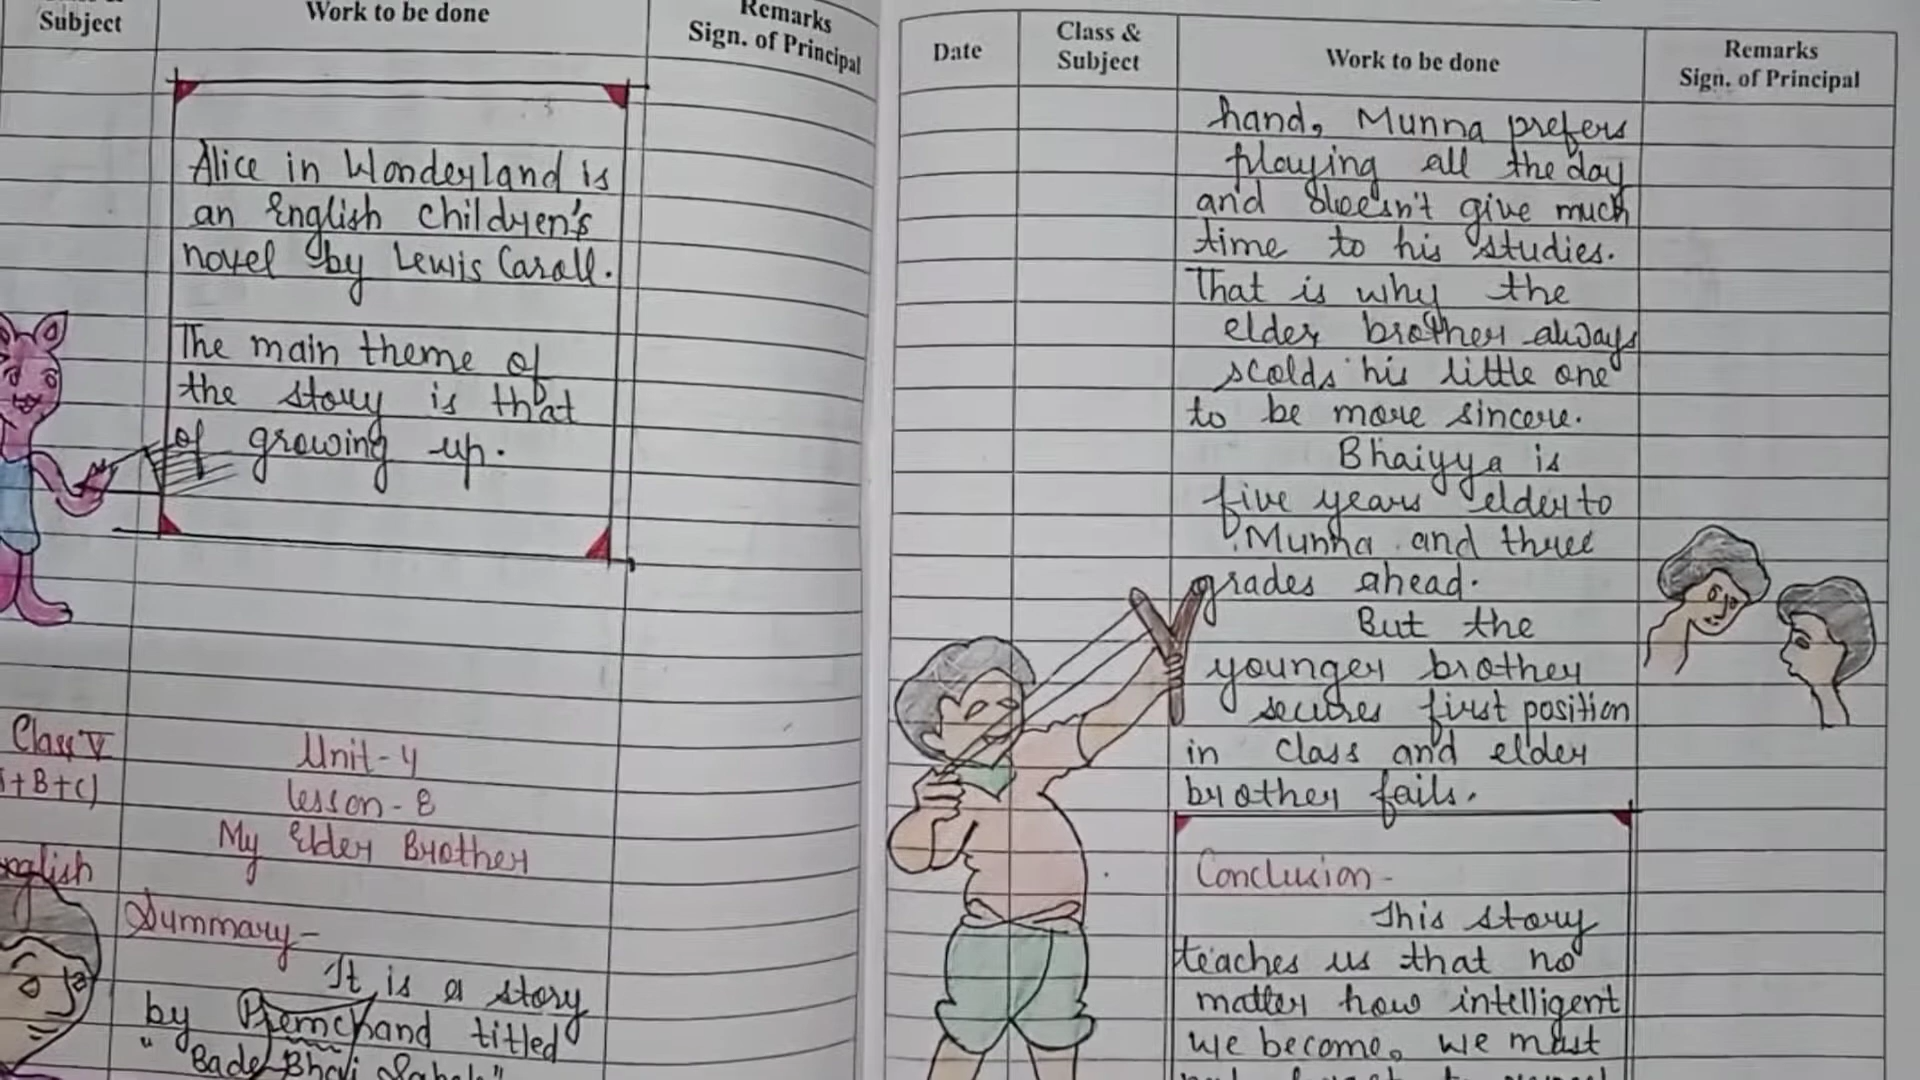 Subject
Work to be done
Remarks
Sign. of Principal
Alice in Wonderland is
an English children's
novel by Lewis Caroll.
The main theme of
the story is that
of growing up.
Class V
+B+C)
English
Unit-4
lesson-8
My Elder Brother
Summary-
It is a story
by Premchand titled
"Bade Bhai Sahab"
Date
Class &
Subject
Work to be done
Remarks
Sign. of Principal
hand, Munna prefers
playing all the day
and doesn't give much
time to his studies.
That is why the
elder brother always
scolds his little one
to be more sincere.
Bhaiyya is
five years elder to
Munna and three
grades ahead.
But the
younger brother
secures first position
in class and elder
brother fails.
Conclusion-
This story
teaches us that no
matter how intelligent
we become, we must